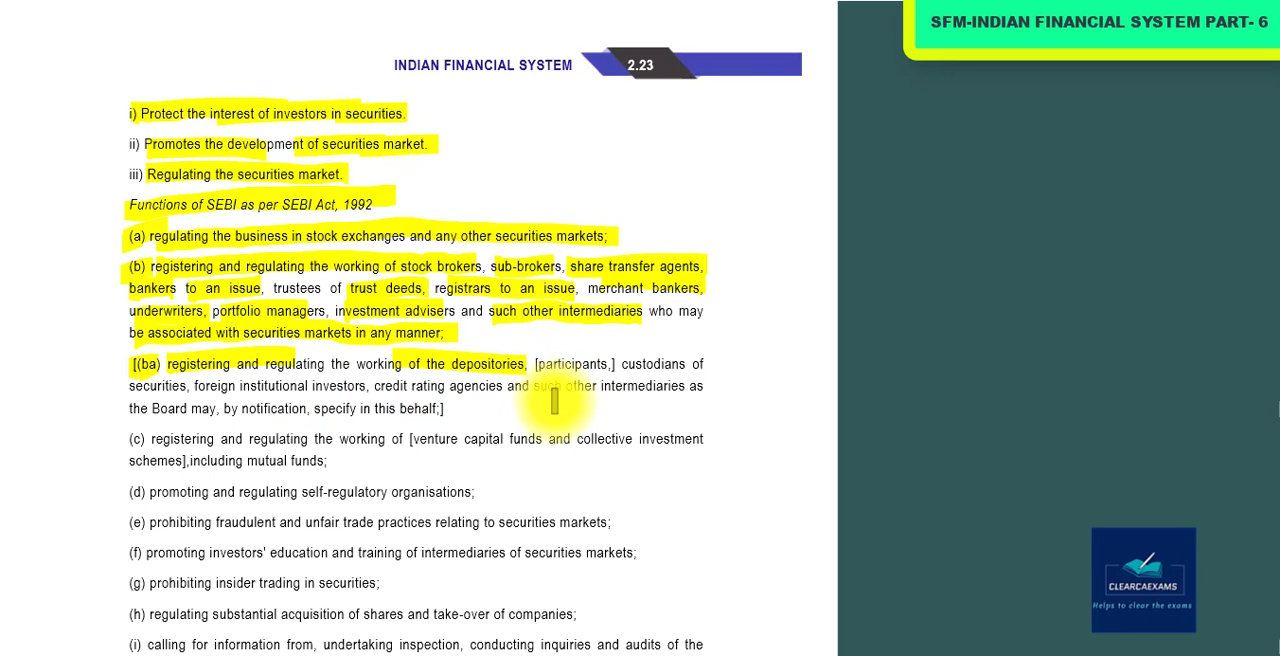 SFM-INDIAN FINANCIAL SYSTEM PART- 6
INDIAN FINANCIAL SYSTEM 2.23
i) Protect the interest of investors in securities.
ii) Promotes the development of securities market.
iii) Regulating the securities market.
Functions of SEBI as per SEBI Act, 1992
(a) regulating the business in stock exchanges and any other securities markets;
(b) registering and regulating the working of stock brokers, sub-brokers, share transfer agents,
bankers to an issue, trustees of trust deeds, registrars to an issue, merchant bankers,
underwriters, portfolio managers, investment advisers and such other intermediaries who may
be associated with securities markets in any manner;
[(ba) registering and regulating the working of the depositories, [participants,] custodians of
securities, foreign institutional investors, credit rating agencies and such other intermediaries as
the Board may, by notification, specify in this behalf;]
(c) registering and regulating the working of [venture capital funds and collective investment
schemes],including mutual funds;
(d) promoting and regulating self-regulatory organisations;
(e) prohibiting fraudulent and unfair trade practices relating to securities markets;
(f) promoting investors' education and training of intermediaries of securities markets;
(g) prohibiting insider trading in securities;
(h) regulating substantial acquisition of shares and take-over of companies;
(i) calling for information from, undertaking inspection, conducting inquiries and audits of the
CLEARCAEXAMS
Helps to clear the exams